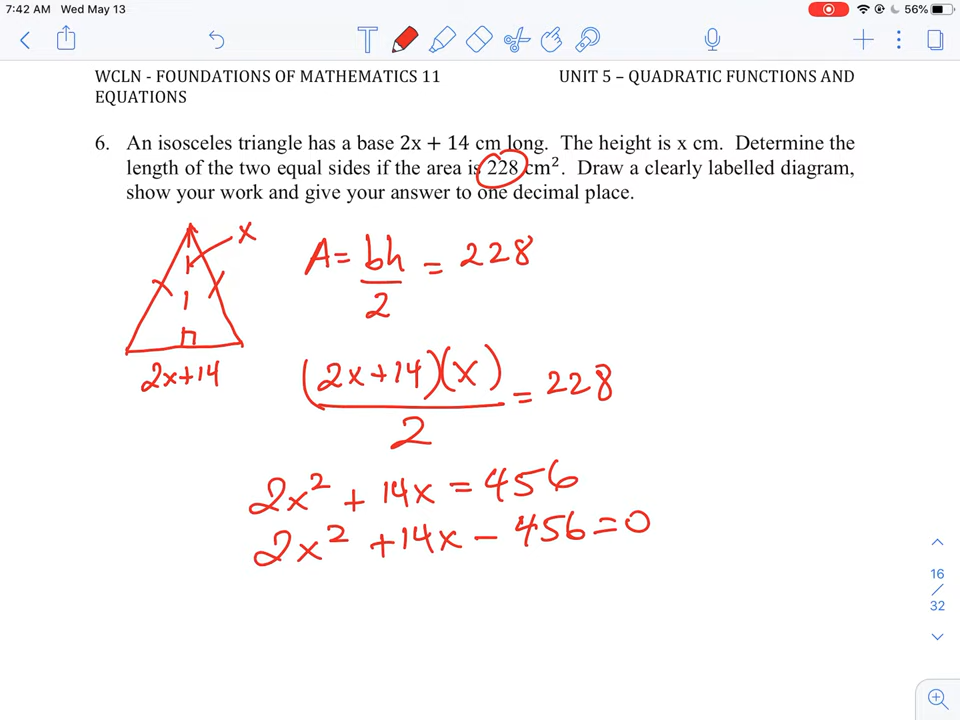 7:42 AM Wed May 13 56%
T
WCLN - FOUNDATIONS OF MATHEMATICS 11 UNIT 5 – QUADRATIC FUNCTIONS AND
EQUATIONS
6. An isosceles triangle has a base 2x + 14 cm long. The height is x cm. Determine the
length of the two equal sides if the area is 228 cm². Draw a clearly labelled diagram,
show your work and give your answer to one decimal place.
x
2x+14
A = bh/2 = 228
(2x+14)(x)/2 = 228
2x² + 14x = 456
2x² + 14x − 456 = 0
16
/
32